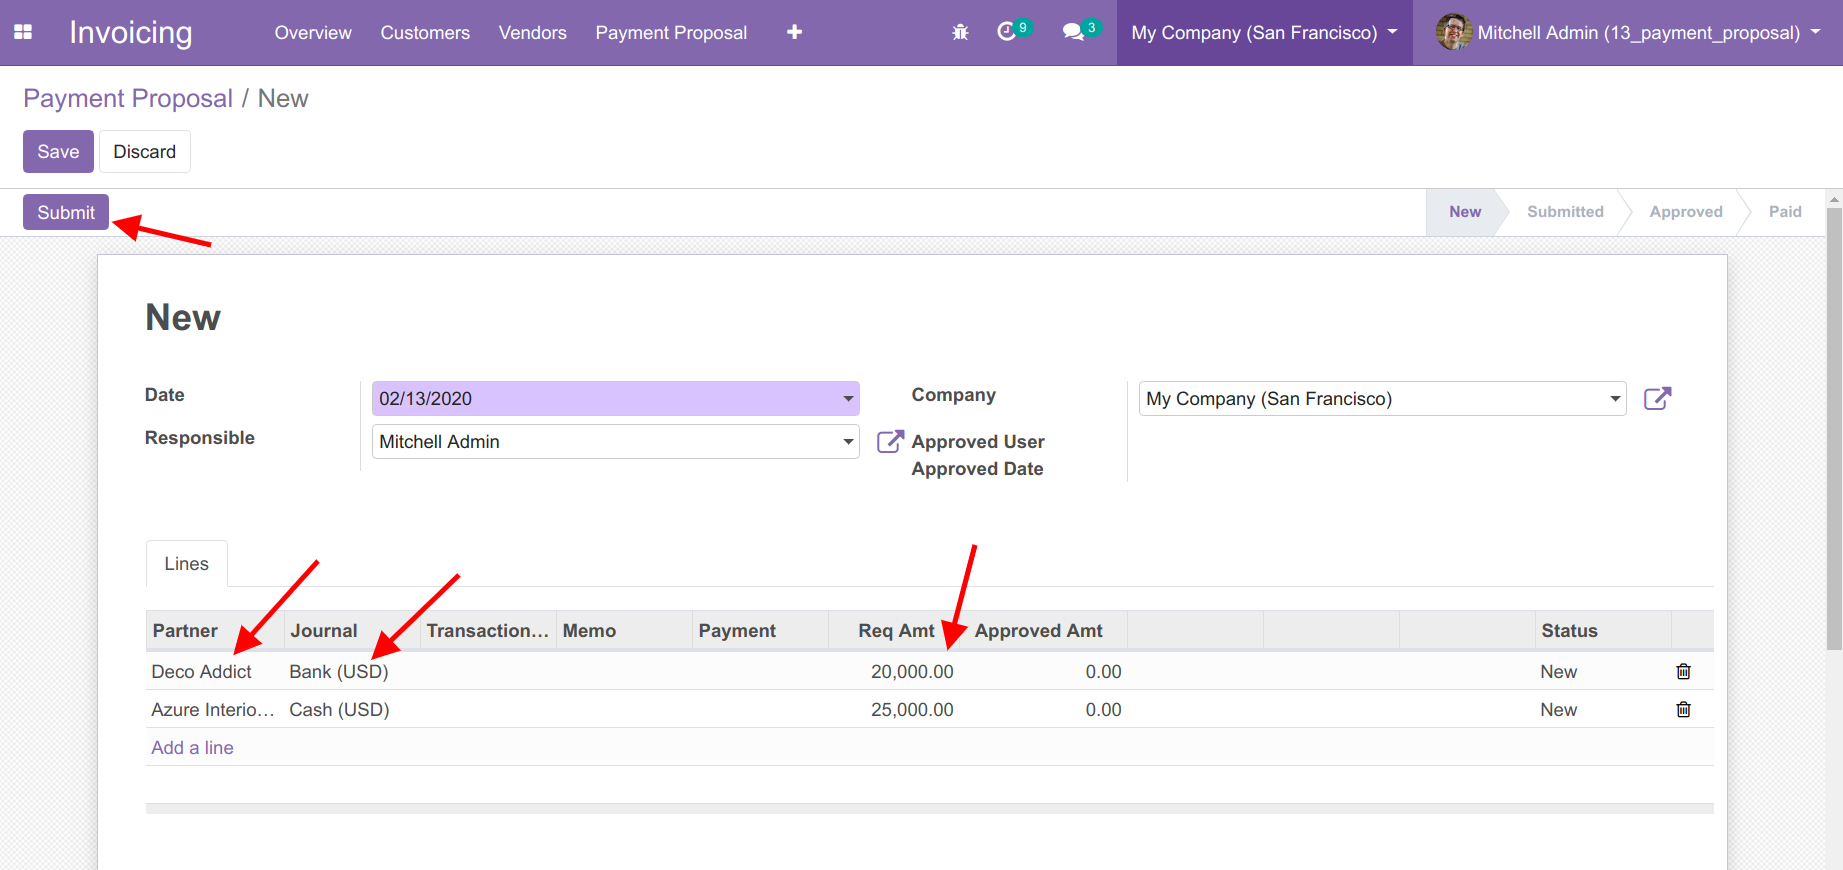 Invoicing Overview Customers Vendors Payment Proposal 9 3 My Company (San Francisco) Mitchell Admin (13_payment_proposal)
Payment Proposal / New
Save Discard
Submit New Submitted Approved Paid
New
Date 02/13/2020 Company My Company (San Francisco)
Responsible Mitchell Admin Approved User
Approved Date
Lines
Partner Journal Transaction... Memo Payment Req Amt Approved Amt Status
Deco Addict Bank (USD) 20,000.00 0.00 New
Azure Interio... Cash (USD) 25,000.00 0.00 New
Add a line